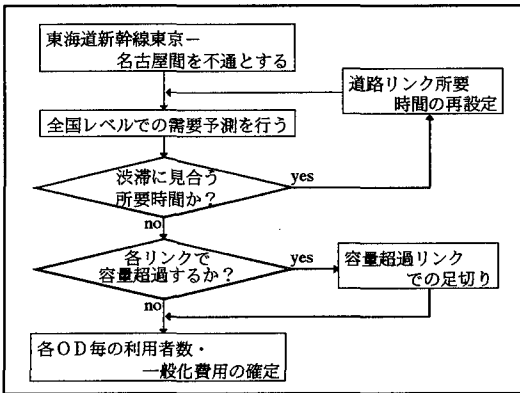 東海道新幹線東京－
名古屋間を不通とする
道路リンク所要
時間の再設定
全国レベルでの需要予測を行う
渋滞に見合う
所要時間か？
yes
no
各リンクで
容量超過するか？
yes
容量超過リンク
での足切り
no
各ＯＤ毎の利用者数・
一般化費用の確定